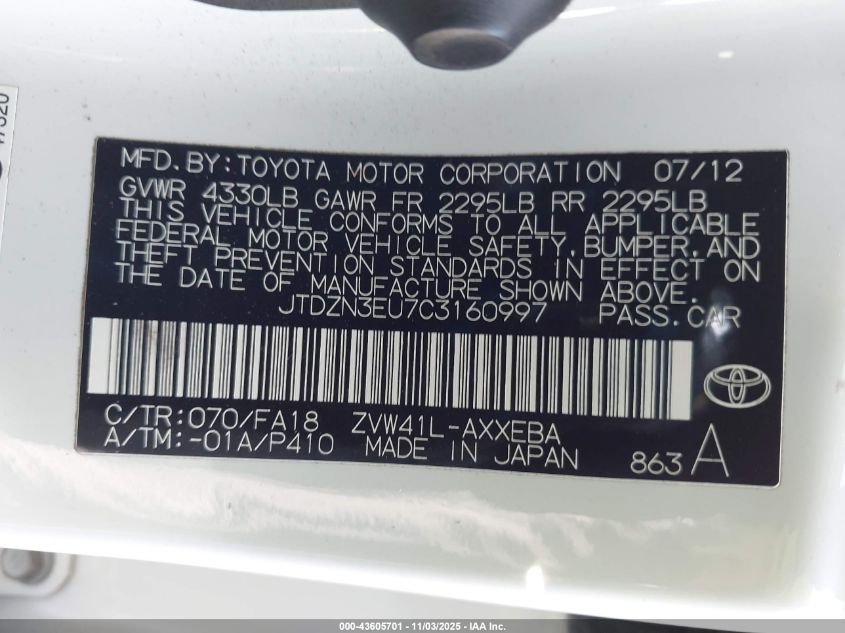 MFD. BY: TOYOTA MOTOR CORPORATION 07/12
GVWR 4330LB GAWR FR 2295LB RR 2295LB
THIS VEHICLE CONFORMS TO ALL APPLICABLE
FEDERAL MOTOR VEHICLE SAFETY, BUMPER, AND
THEFT PREVENTION STANDARDS IN EFFECT ON
THE DATE OF MANUFACTURE SHOWN ABOVE.
JTDZN3EU7C3160997 PASS. CAR
C/TR: 070/FA18 ZVW41L-AXXEBA
A/TM: -01A/P410 MADE IN JAPAN 863 A
000-43605701 - 11/03/2025 - IAA Inc.